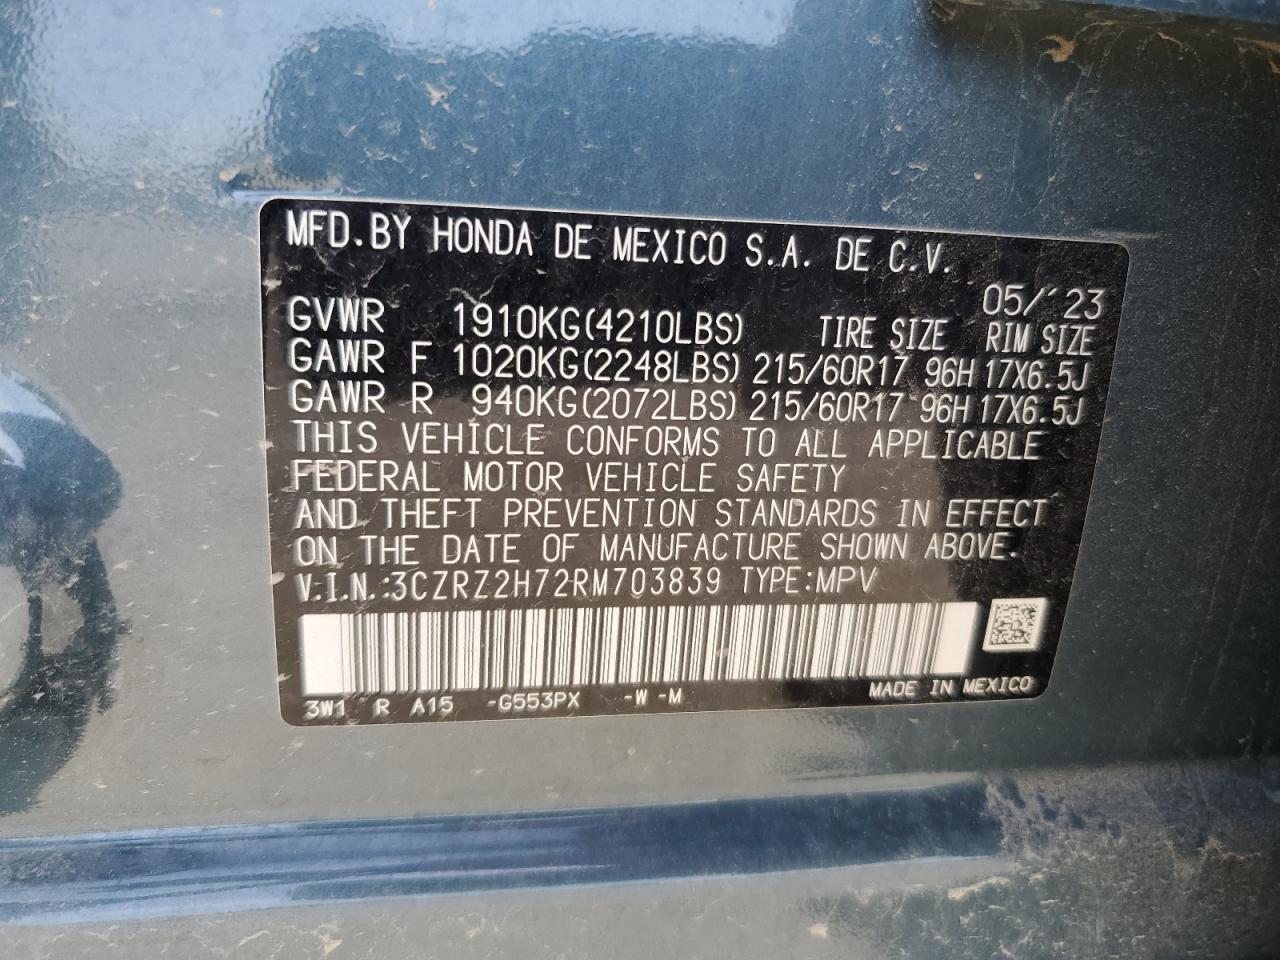 MFD.BY HONDA DE MEXICO S.A. DE C.V.
05/´23
GVWR 1910KG(4210LBS) TIRE SIZE RIM SIZE
GAWR F 1020KG(2248LBS) 215/60R17 96H 17X6.5J
GAWR R 940KG(2072LBS) 215/60R17 96H 17X6.5J
THIS VEHICLE CONFORMS TO ALL APPLICABLE
FEDERAL MOTOR VEHICLE SAFETY
AND THEFT PREVENTION STANDARDS IN EFFECT
ON THE DATE OF MANUFACTURE SHOWN ABOVE.
V.I.N.:3CZRZ2H72RM703839 TYPE:MPV
3W1 R A15 -G553PX -W -M MADE IN MEXICO